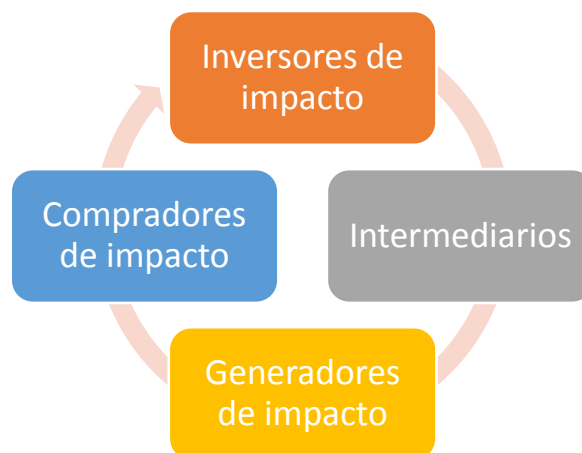 Inversores de
impacto
Compradores
de impacto
Intermediarios
Generadores
de impacto